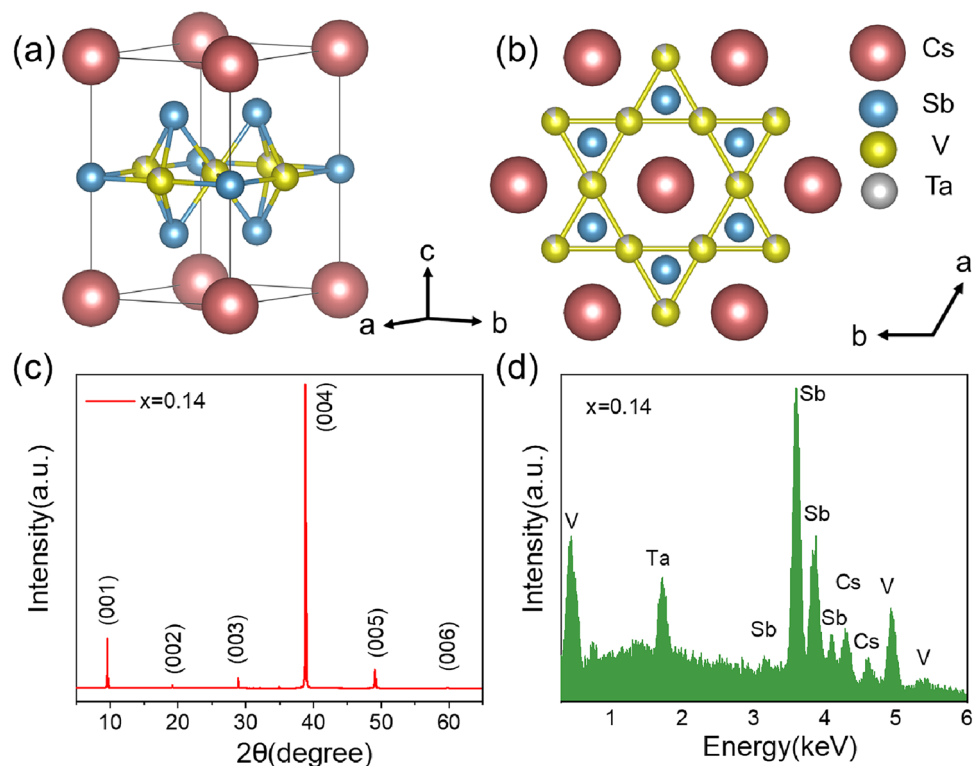 (a)
c
a
b
(b)
Cs
Sb
V
Ta
a
b
(c)
x=0.14
(001)
(002)
(003)
(004)
(005)
(006)
Intensity(a.u.)
10 20 30 40 50 60
2θ(degree)
(d)
x=0.14
V
Ta
Sb
Sb
Sb
Sb
Cs
Cs
V
V
Intensity(a.u.)
1 2 3 4 5 6
Energy(keV)